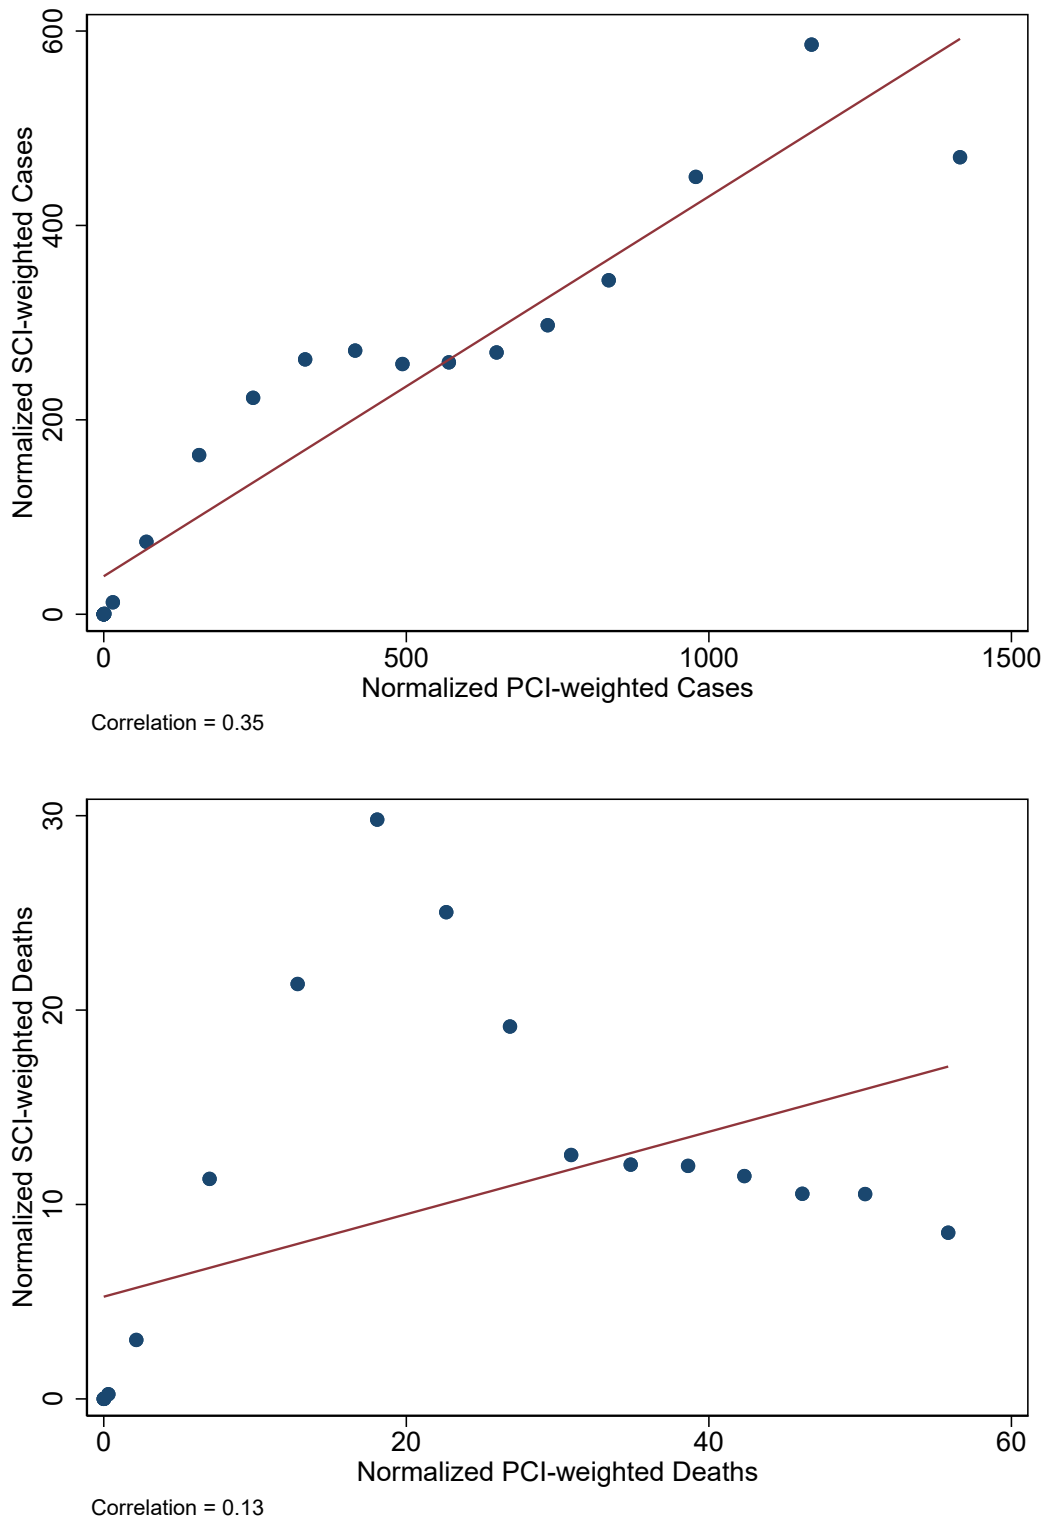 600
400
200
0
Normalized SCI-weighted Cases
0 500 1000 1500
Normalized PCI-weighted Cases
Correlation = 0.35
30
20
10
0
Normalized SCI-weighted Deaths
0 20 40 60
Normalized PCI-weighted Deaths
Correlation = 0.13